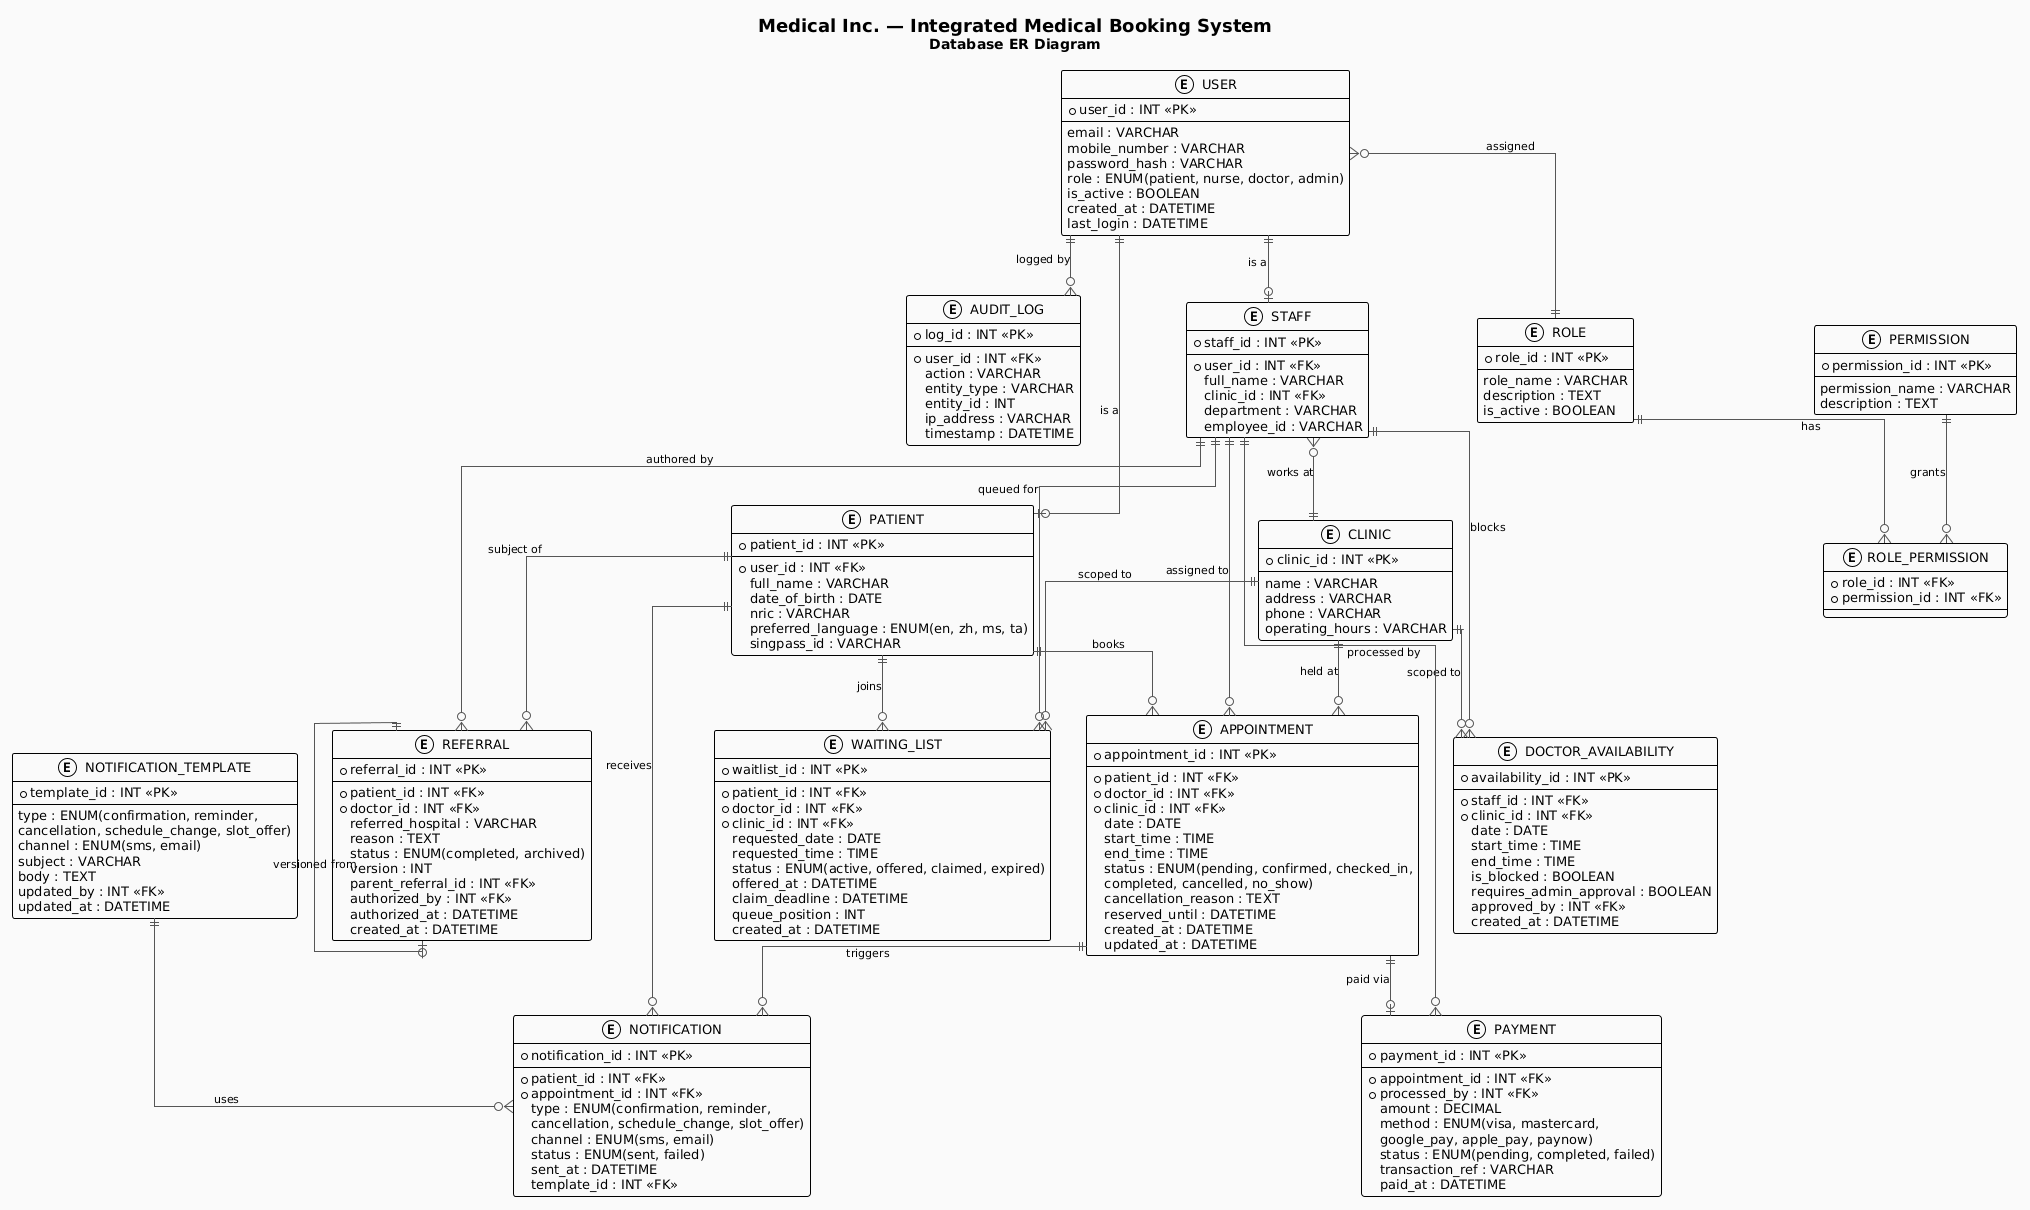 Medical Inc. — Integrated Medical Booking System
Database ER Diagram
E USER
user_id : INT «PK»
email : VARCHAR
mobile_number : VARCHAR
password_hash : VARCHAR
role : ENUM(patient, nurse, doctor, admin)
is_active : BOOLEAN
created_at : DATETIME
last_login : DATETIME
assigned
logged by
is a
is a
E AUDIT_LOG
log_id : INT «PK»
user_id : INT «FK»
action : VARCHAR
entity_type : VARCHAR
entity_id : INT
ip_address : VARCHAR
timestamp : DATETIME
E STAFF
staff_id : INT «PK»
user_id : INT «FK»
full_name : VARCHAR
clinic_id : INT «FK»
department : VARCHAR
employee_id : VARCHAR
E ROLE
role_id : INT «PK»
role_name : VARCHAR
description : TEXT
is_active : BOOLEAN
E PERMISSION
permission_id : INT «PK»
permission_name : VARCHAR
description : TEXT
has
grants
authored by
queued for
works at
blocks
E PATIENT
patient_id : INT «PK»
user_id : INT «FK»
full_name : VARCHAR
date_of_birth : DATE
nric : VARCHAR
preferred_language : ENUM(en, zh, ms, ta)
singpass_id : VARCHAR
E CLINIC
clinic_id : INT «PK»
name : VARCHAR
address : VARCHAR
phone : VARCHAR
operating_hours : VARCHAR
E ROLE_PERMISSION
role_id : INT «FK»
permission_id : INT «FK»
subject of
scoped to
assigned to
books
processed by
held at
scoped to
joins
receives
E NOTIFICATION_TEMPLATE
template_id : INT «PK»
type : ENUM(confirmation, reminder,
cancellation, schedule_change, slot_offer)
channel : ENUM(sms, email)
subject : VARCHAR
body : TEXT
updated_by : INT «FK»
updated_at : DATETIME
versioned from
E REFERRAL
referral_id : INT «PK»
patient_id : INT «FK»
doctor_id : INT «FK»
referred_hospital : VARCHAR
reason : TEXT
status : ENUM(completed, archived)
version : INT
parent_referral_id : INT «FK»
authorized_by : INT «FK»
authorized_at : DATETIME
created_at : DATETIME
E WAITING_LIST
waitlist_id : INT «PK»
patient_id : INT «FK»
doctor_id : INT «FK»
clinic_id : INT «FK»
requested_date : DATE
requested_time : TIME
status : ENUM(active, offered, claimed, expired)
offered_at : DATETIME
claim_deadline : DATETIME
queue_position : INT
created_at : DATETIME
E APPOINTMENT
appointment_id : INT «PK»
patient_id : INT «FK»
doctor_id : INT «FK»
clinic_id : INT «FK»
date : DATE
start_time : TIME
end_time : TIME
status : ENUM(pending, confirmed, checked_in,
completed, cancelled, no_show)
cancellation_reason : TEXT
reserved_until : DATETIME
created_at : DATETIME
updated_at : DATETIME
E DOCTOR_AVAILABILITY
availability_id : INT «PK»
staff_id : INT «FK»
clinic_id : INT «FK»
date : DATE
start_time : TIME
end_time : TIME
is_blocked : BOOLEAN
requires_admin_approval : BOOLEAN
approved_by : INT «FK»
created_at : DATETIME
triggers
paid via
uses
E NOTIFICATION
notification_id : INT «PK»
patient_id : INT «FK»
appointment_id : INT «FK»
type : ENUM(confirmation, reminder,
cancellation, schedule_change, slot_offer)
channel : ENUM(sms, email)
status : ENUM(sent, failed)
sent_at : DATETIME
template_id : INT «FK»
E PAYMENT
payment_id : INT «PK»
appointment_id : INT «FK»
processed_by : INT «FK»
amount : DECIMAL
method : ENUM(visa, mastercard,
google_pay, apple_pay, paynow)
status : ENUM(pending, completed, failed)
transaction_ref : VARCHAR
paid_at : DATETIME